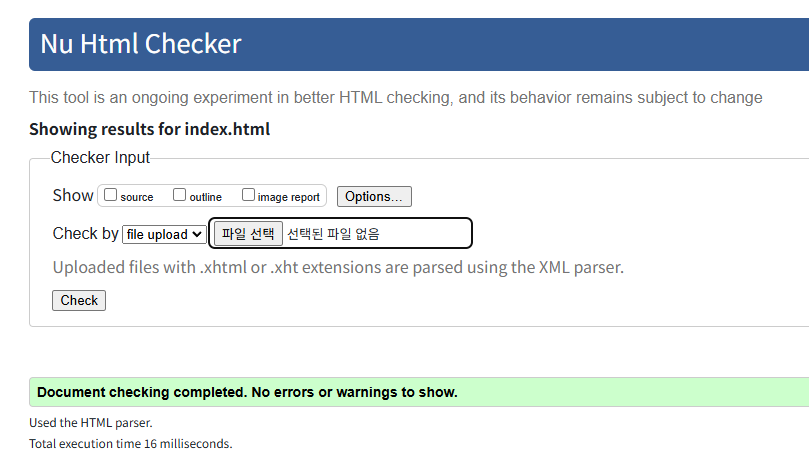 Nu Html Checker
This tool is an ongoing experiment in better HTML checking, and its behavior remains subject to change
Showing results for index.html
Checker Input
Show source outline image report Options...
Check by file upload 파일 선택 선택된 파일 없음
Uploaded files with .xhtml or .xht extensions are parsed using the XML parser.
Check
Document checking completed. No errors or warnings to show.
Used the HTML parser.
Total execution time 16 milliseconds.